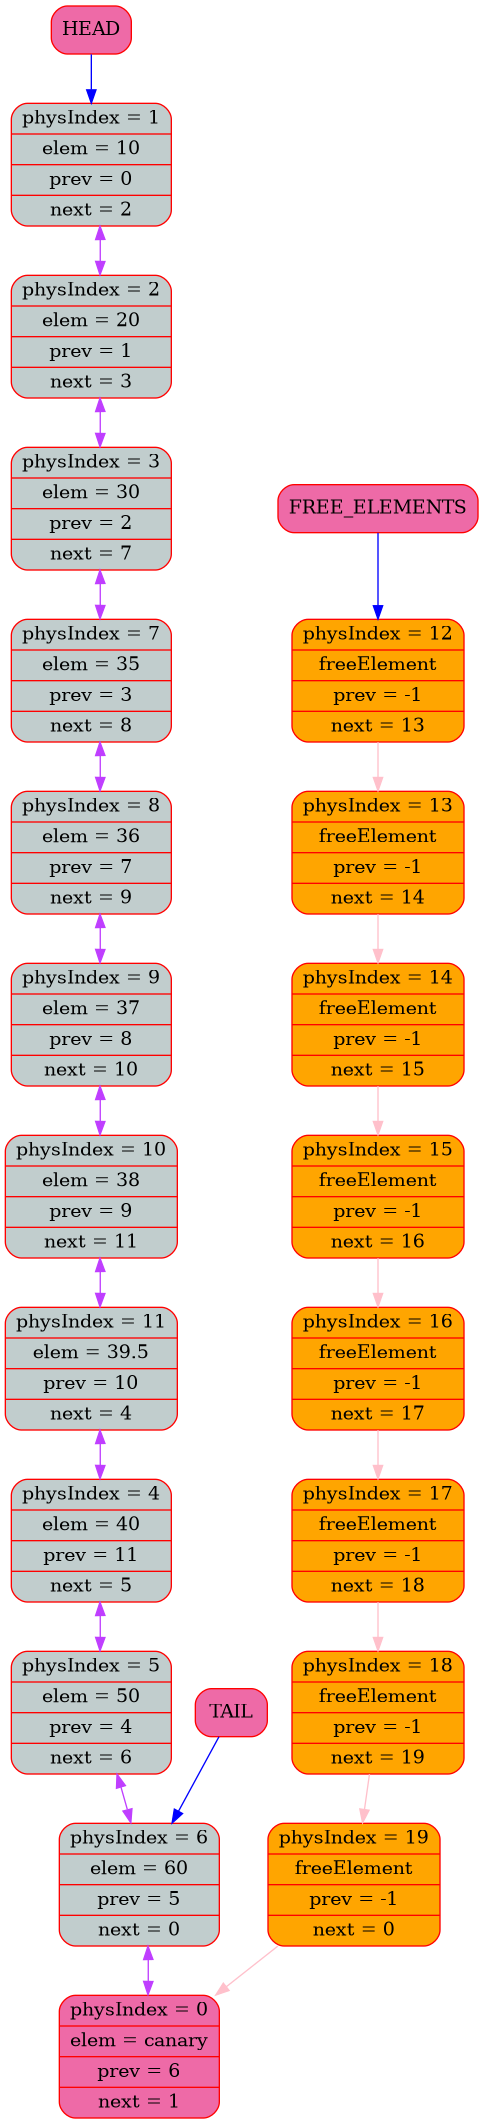 HEAD
physIndex = 1
elem = 10
prev = 0
next = 2
physIndex = 2
elem = 20
prev = 1
next = 3
physIndex = 3
elem = 30
prev = 2
next = 7
FREE_ELEMENTS
physIndex = 7
elem = 35
prev = 3
next = 8
physIndex = 12
freeElement
prev = -1
next = 13
physIndex = 8
elem = 36
prev = 7
next = 9
physIndex = 13
freeElement
prev = -1
next = 14
physIndex = 9
elem = 37
prev = 8
next = 10
physIndex = 14
freeElement
prev = -1
next = 15
physIndex = 10
elem = 38
prev = 9
next = 11
physIndex = 15
freeElement
prev = -1
next = 16
physIndex = 11
elem = 39.5
prev = 10
next = 4
physIndex = 16
freeElement
prev = -1
next = 17
physIndex = 4
elem = 40
prev = 11
next = 5
physIndex = 17
freeElement
prev = -1
next = 18
physIndex = 5
elem = 50
prev = 4
next = 6
TAIL
physIndex = 18
freeElement
prev = -1
next = 19
physIndex = 6
elem = 60
prev = 5
next = 0
physIndex = 19
freeElement
prev = -1
next = 0
physIndex = 0
elem = canary
prev = 6
next = 1